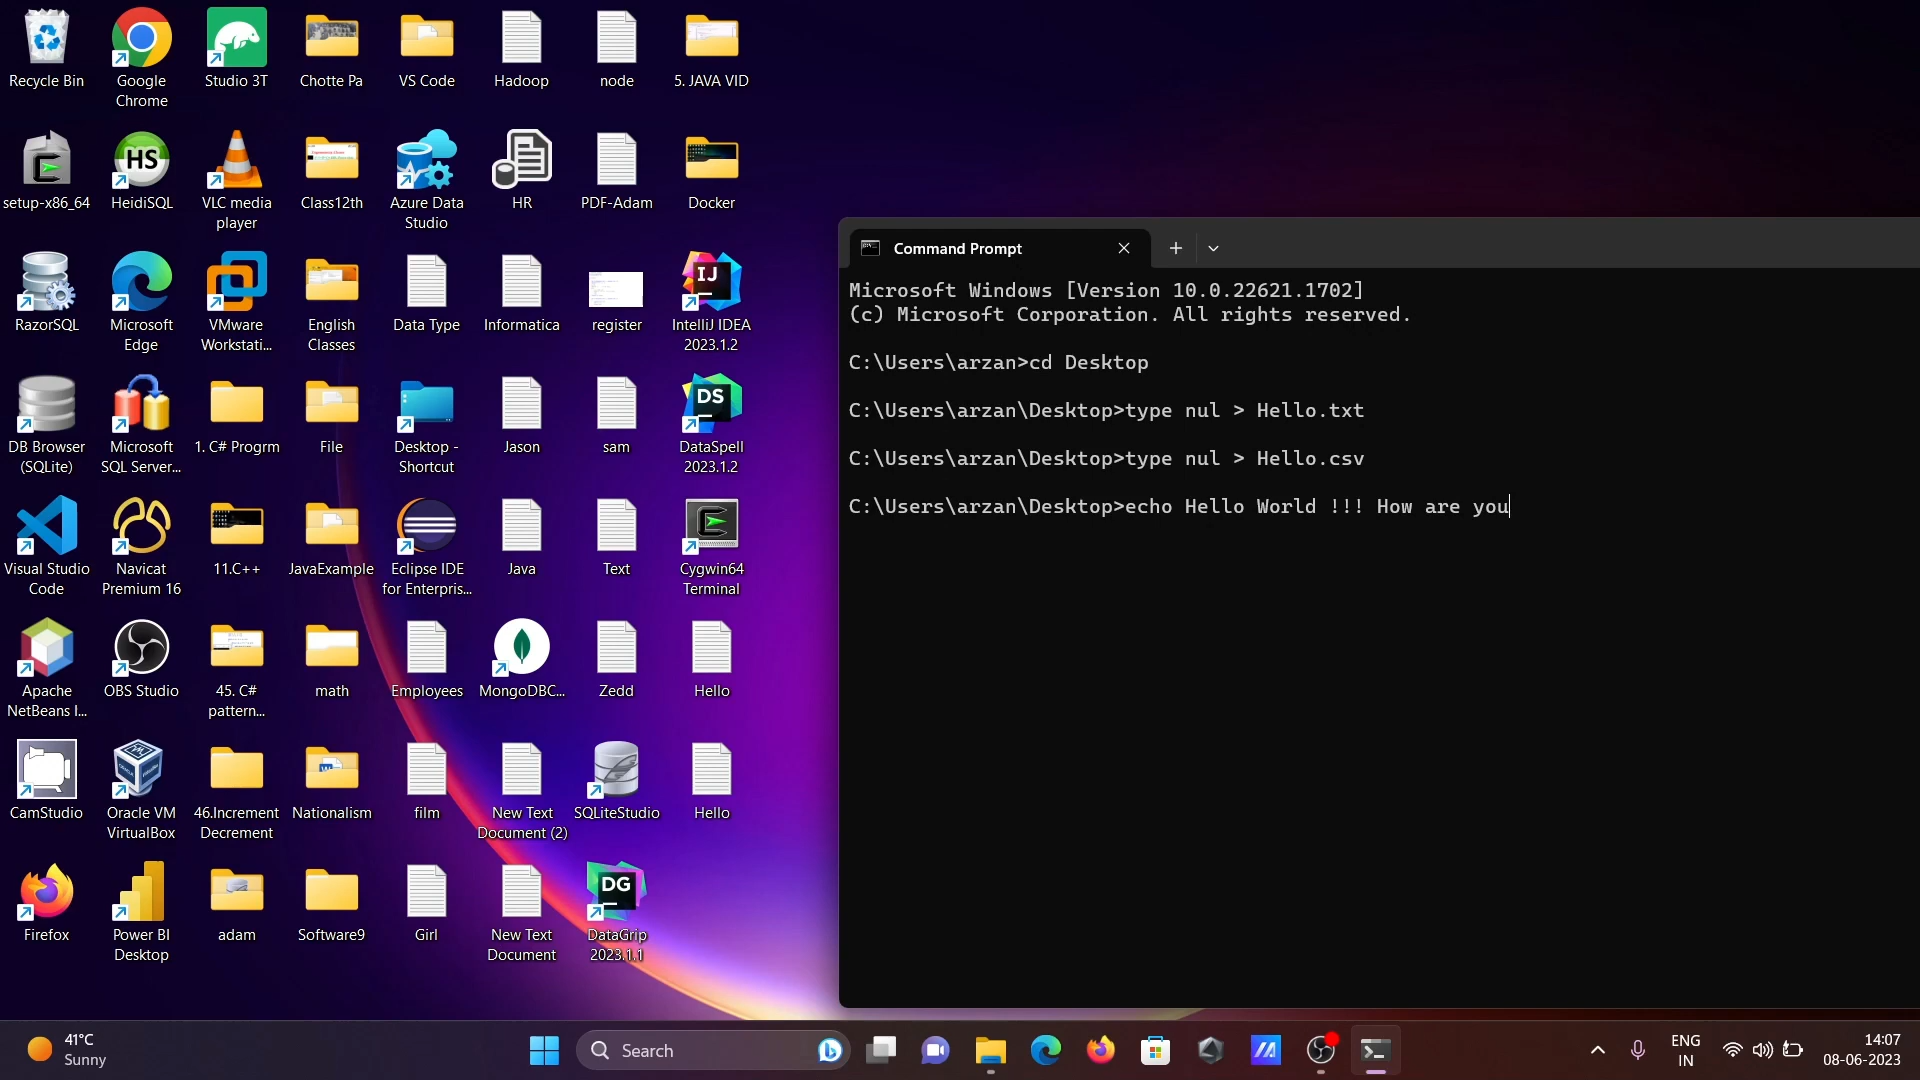 Recycle Bin
Google
Chrome
Studio 3T
Chotte Pa
VS Code
Hadoop
node
5. JAVA VID
setup-x86_64
HS
HeidiSQL
VLC media
player
Class12th
Azure Data
Studio
HR
PDF-Adam
Docker
RazorSQL
Microsoft
Edge
VMware
Workstati...
English
Classes
Data Type
Informatica
register
IJ
IntelliJ IDEA
2023.1.2
DB Browser
(SQLite)
Microsoft
SQL Server...
1. C# Progrm
File
Desktop -
Shortcut
Jason
sam
DS
DataSpell
2023.1.2
Visual Studio
Code
Navicat
Premium 16
11.C++
JavaExample
Eclipse IDE
for Enterpris...
Java
Text
Cygwin64
Terminal
Apache
NetBeans I...
OBS Studio
45. C#
pattern...
math
Employees
MongoDBC...
Zedd
Hello
CamStudio
Oracle VM
VirtualBox
46.Increment
Decrement
Nationalism
film
New Text
Document (2)
SQLiteStudio
Hello
Firefox
Power BI
Desktop
adam
Software9
Girl
New Text
Document
DG
DataGrip
2023.1.1
Command Prompt
Microsoft Windows [Version 10.0.22621.1702]
(c) Microsoft Corporation. All rights reserved.
C:\Users\arzan>cd Desktop
C:\Users\arzan\Desktop>type nul > Hello.txt
C:\Users\arzan\Desktop>type nul > Hello.csv
C:\Users\arzan\Desktop>echo Hello World !!! How are you
41°C
Sunny
Search
ENG
IN
14:07
08-06-2023